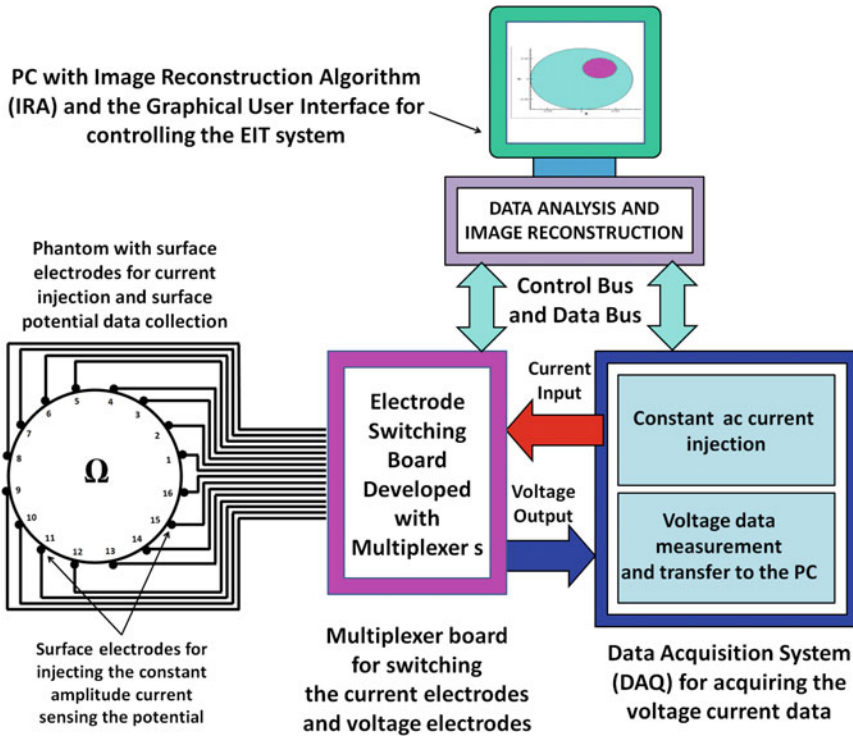 PC with Image Reconstruction Algorithm
(IRA) and the Graphical User Interface for
controlling the EIT system
DATA ANALYSIS AND
IMAGE RECONSTRUCTION
Control Bus
and Data Bus
Phantom with surface
electrodes for current
injection and surface
potential data collection
1
2
3
4
5
6
7
8
9
10
11
12
13
14
15
16
Ω
Surface electrodes for
injecting the constant
amplitude current
sensing the potential
Electrode
Switching
Board
Developed
with
Multiplexer s
Current
Input
Voltage
Output
Constant ac current
injection
Voltage data
measurement
and transfer to the PC
Multiplexer board
for switching
the current electrodes
and voltage electrodes
Data Acquisition System
(DAQ) for acquiring the
voltage current data